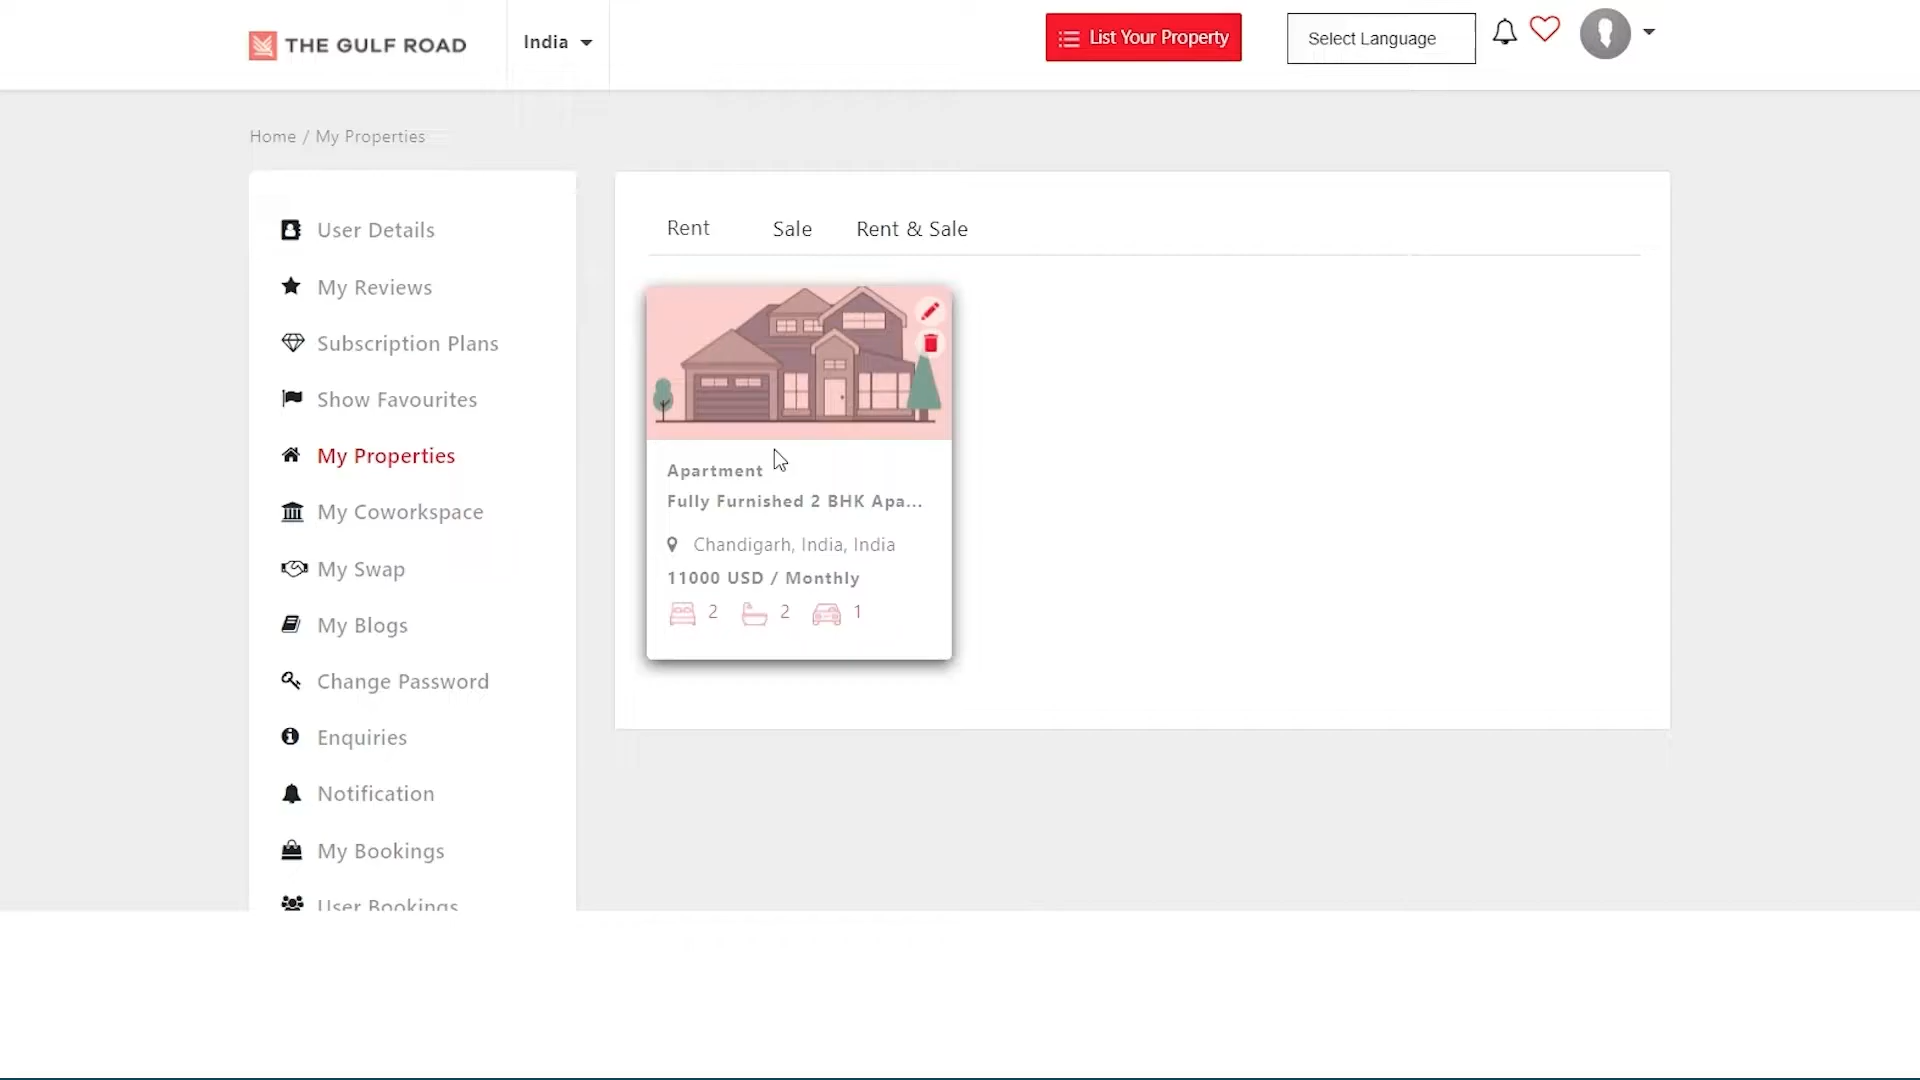 THE GULF ROAD
India
List Your Property
Select Language
Home / My Properties
User Details
My Reviews
Subscription Plans
Show Favourites
My Properties
My Coworkspace
My Swap
My Blogs
Change Password
Enquiries
Notification
My Bookings
User Bookings
Rent
Sale
Rent & Sale
Apartment
Fully Furnished 2 BHK Apa...
Chandigarh, India, India
11000 USD / Monthly
2 2 1